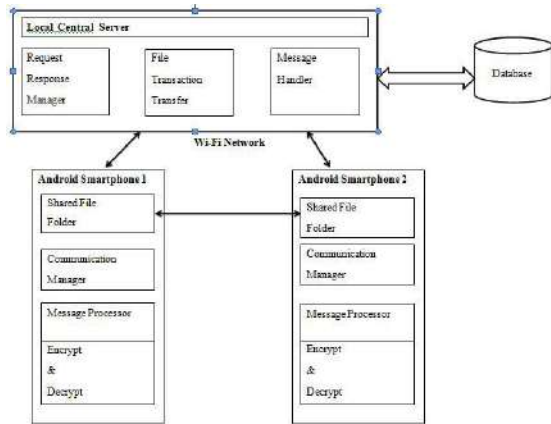 Local Central Server
Request
Response
Manager
File
Transaction
Transfer
Message
Handler
Database
Wi-Fi Network
Android Smartphone 1
Shared File
Folder
Communication
Manager
Message Processor
Encrypt
&
Decrypt
Android Smartphone 2
Shared File
Folder
Communication
Manager
Message Processor
Encrypt
&
Decrypt